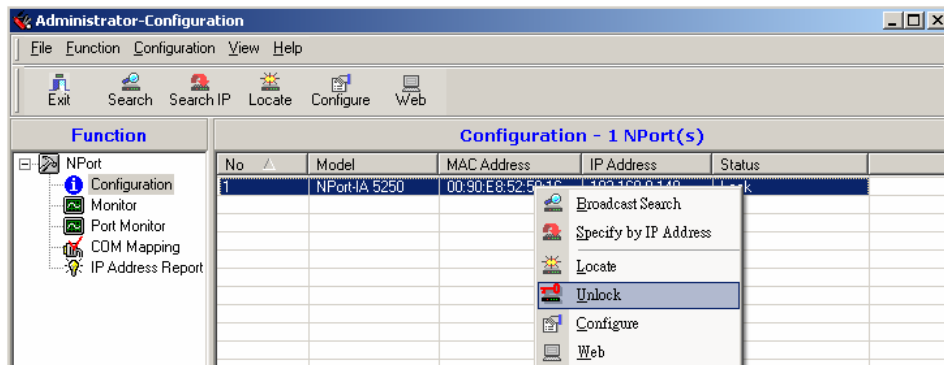 Administrator-Configuration
File Function Configuration View Help
Exit Search Search IP Locate Configure Web
Function
Configuration - 1 NPort(s)
NPort
Configuration
Monitor
Port Monitor
COM Mapping
IP Address Report
No Model MAC Address IP Address Status
1 NPort-IA 5250
Broadcast Search
Specify by IP Address
Locate
Unlock
Configure
Web